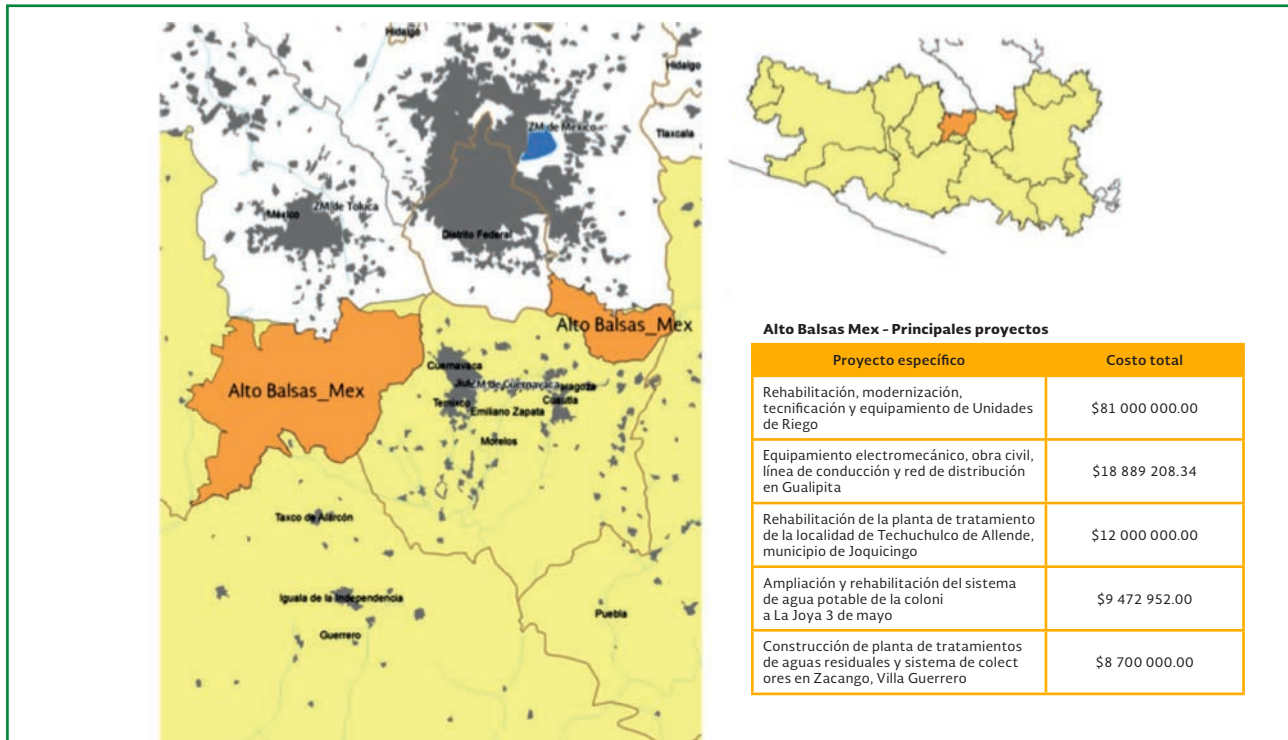 Hidalgo
Hidalgo
ZM de México
Tlaxcala
México
ZM de Toluca
Distrito Federal
Alto Balsas_Mex
Alto Balsas_Mex
Cuernavaca
ZM de Cuernavaca
Cuautla
Temixco
Emiliano Zapata
Morelos
Taxco de Alarcón
Iguala de la Independencia
Guerrero
Puebla
Alto Balsas Mex – Principales proyectos
Proyecto específico Costo total
Rehabilitación, modernización,
tecnificación y equipamiento de Unidades
de Riego
$81 000 000.00
Equipamiento electromecánico, obra civil,
línea de conducción y red de distribución
en Gualipita
$18 889 208.34
Rehabilitación de la planta de tratamiento
de la localidad de Techuchulco de Allende,
municipio de Joquicingo
$12 000 000.00
Ampliación y rehabilitación del sistema
de agua potable de la coloni
a La Joya 3 de mayo
$9 472 952.00
Construcción de planta de tratamientos
de aguas residuales y sistema de colect
ores en Zacango, Villa Guerrero
$8 700 000.00